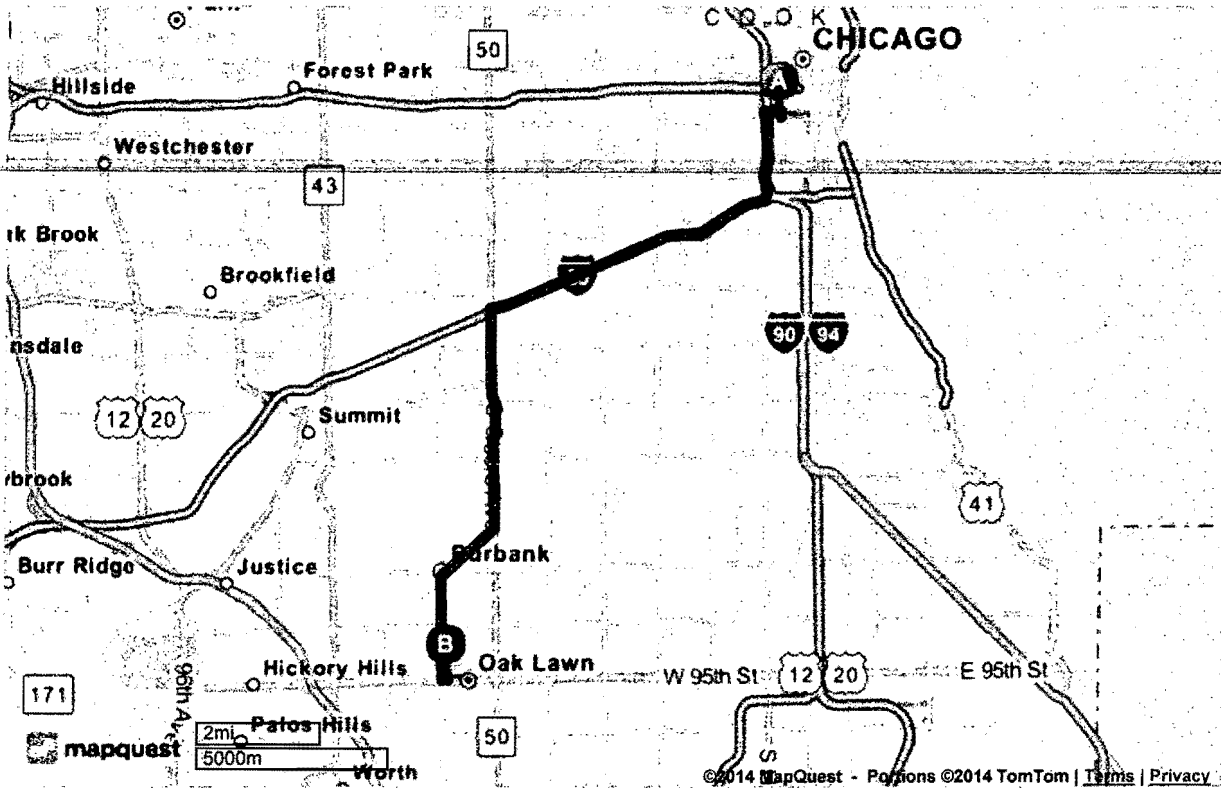 C O O K
CHICAGO
50
Forest Park
Hillside
A
Westchester
43
Brook
Brookfield
nsdale
90 94
12 20
Summit
ybrook
41
Burbank
Burr Ridge
Justice
B
Oak Lawn
Hickory Hills
W 95th St
12 20
E 95th St
171
96th Ave
Palos Hills
2mi
50
mapquest
5000m
Worth
S
©2014 MapQuest - Portions ©2014 TomTom | Terms | Privacy